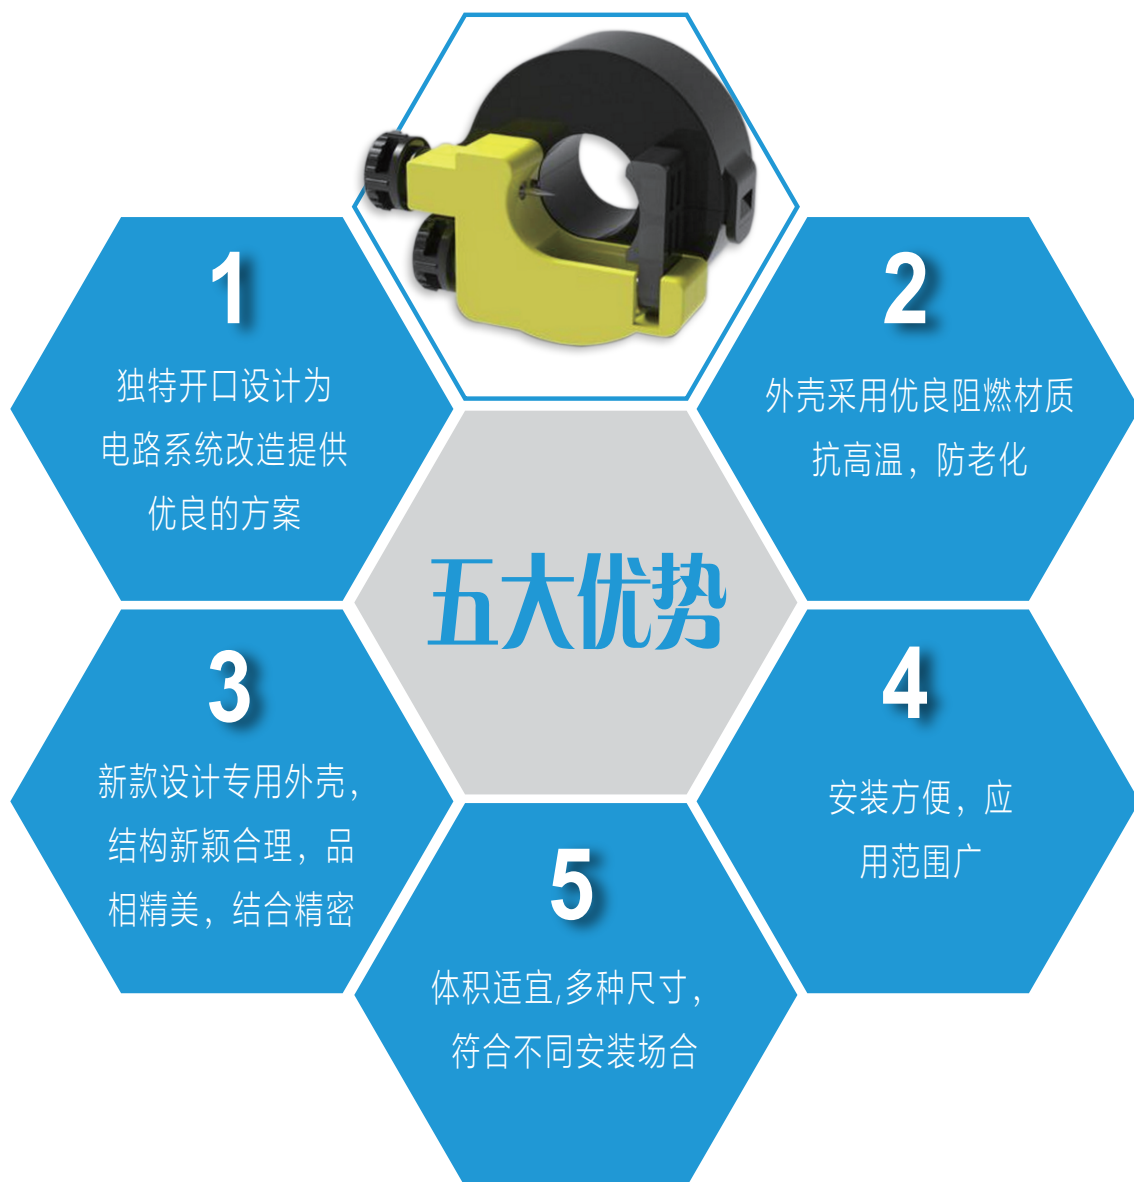 1
独特开口设计为
电路系统改造提供
优良的方案
2
外壳采用优良阻燃材质
抗高温，防老化
五大优势
3
新款设计专用外壳，
结构新颖合理，品
相精美，结合精密
4
安装方便，应
用范围广
5
体积适宜,多种尺寸，
符合不同安装场合